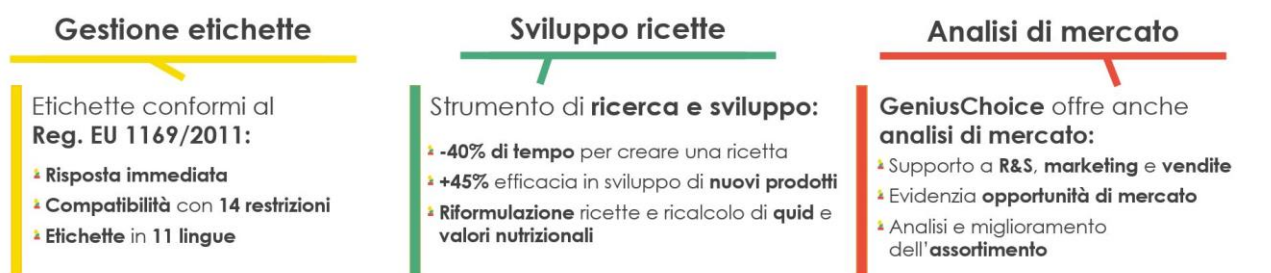 Gestione etichette
Etichette conformi al
Reg. EU 1169/2011:
Risposta immediata
Compatibilità con 14 restrizioni
Etichette in 11 lingue
Sviluppo ricette
Strumento di ricerca e sviluppo:
-40% di tempo per creare una ricetta
+45% efficacia in sviluppo di nuovi prodotti
Riformulazione ricette e ricalcolo di quid e
valori nutrizionali
Analisi di mercato
GeniusChoice offre anche
analisi di mercato:
Supporto a R&S, marketing e vendite
Evidenzia opportunità di mercato
Analisi e miglioramento
dell'assortimento